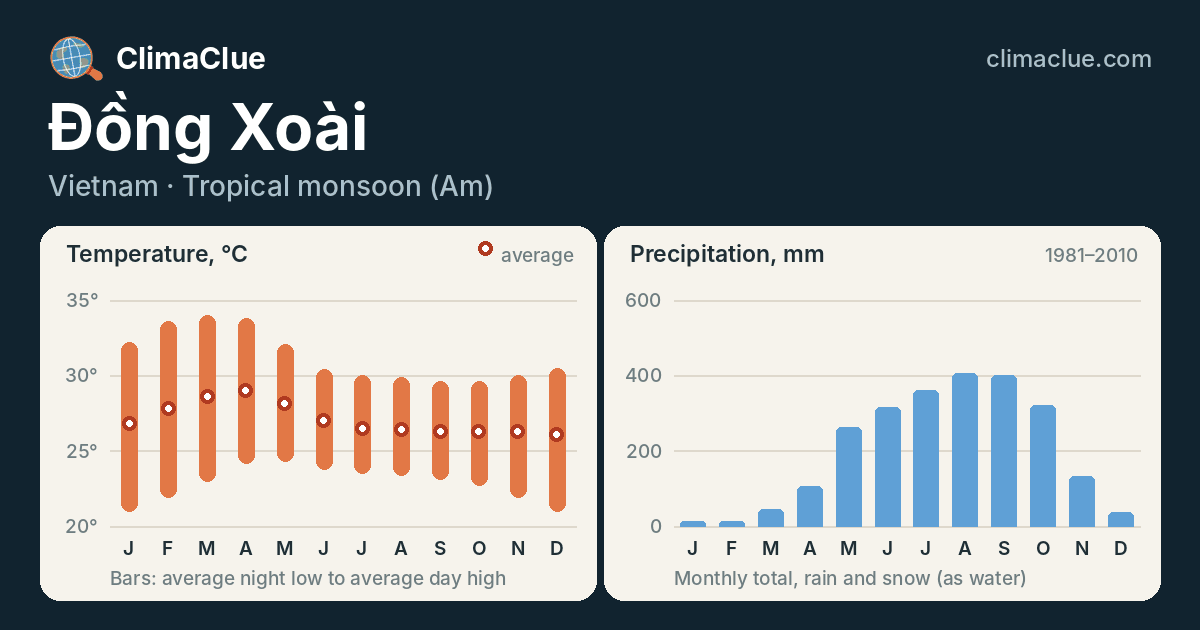 ClimaClue
climaclue.com
Đồng Xoài
Vietnam · Tropical monsoon (Am)
Temperature, °C
average
35°
30°
25°
20°
J F M A M J J A S O N D
Bars: average night low to average day high
Precipitation, mm
1981–2010
600
400
200
0
J F M A M J J A S O N D
Monthly total, rain and snow (as water)